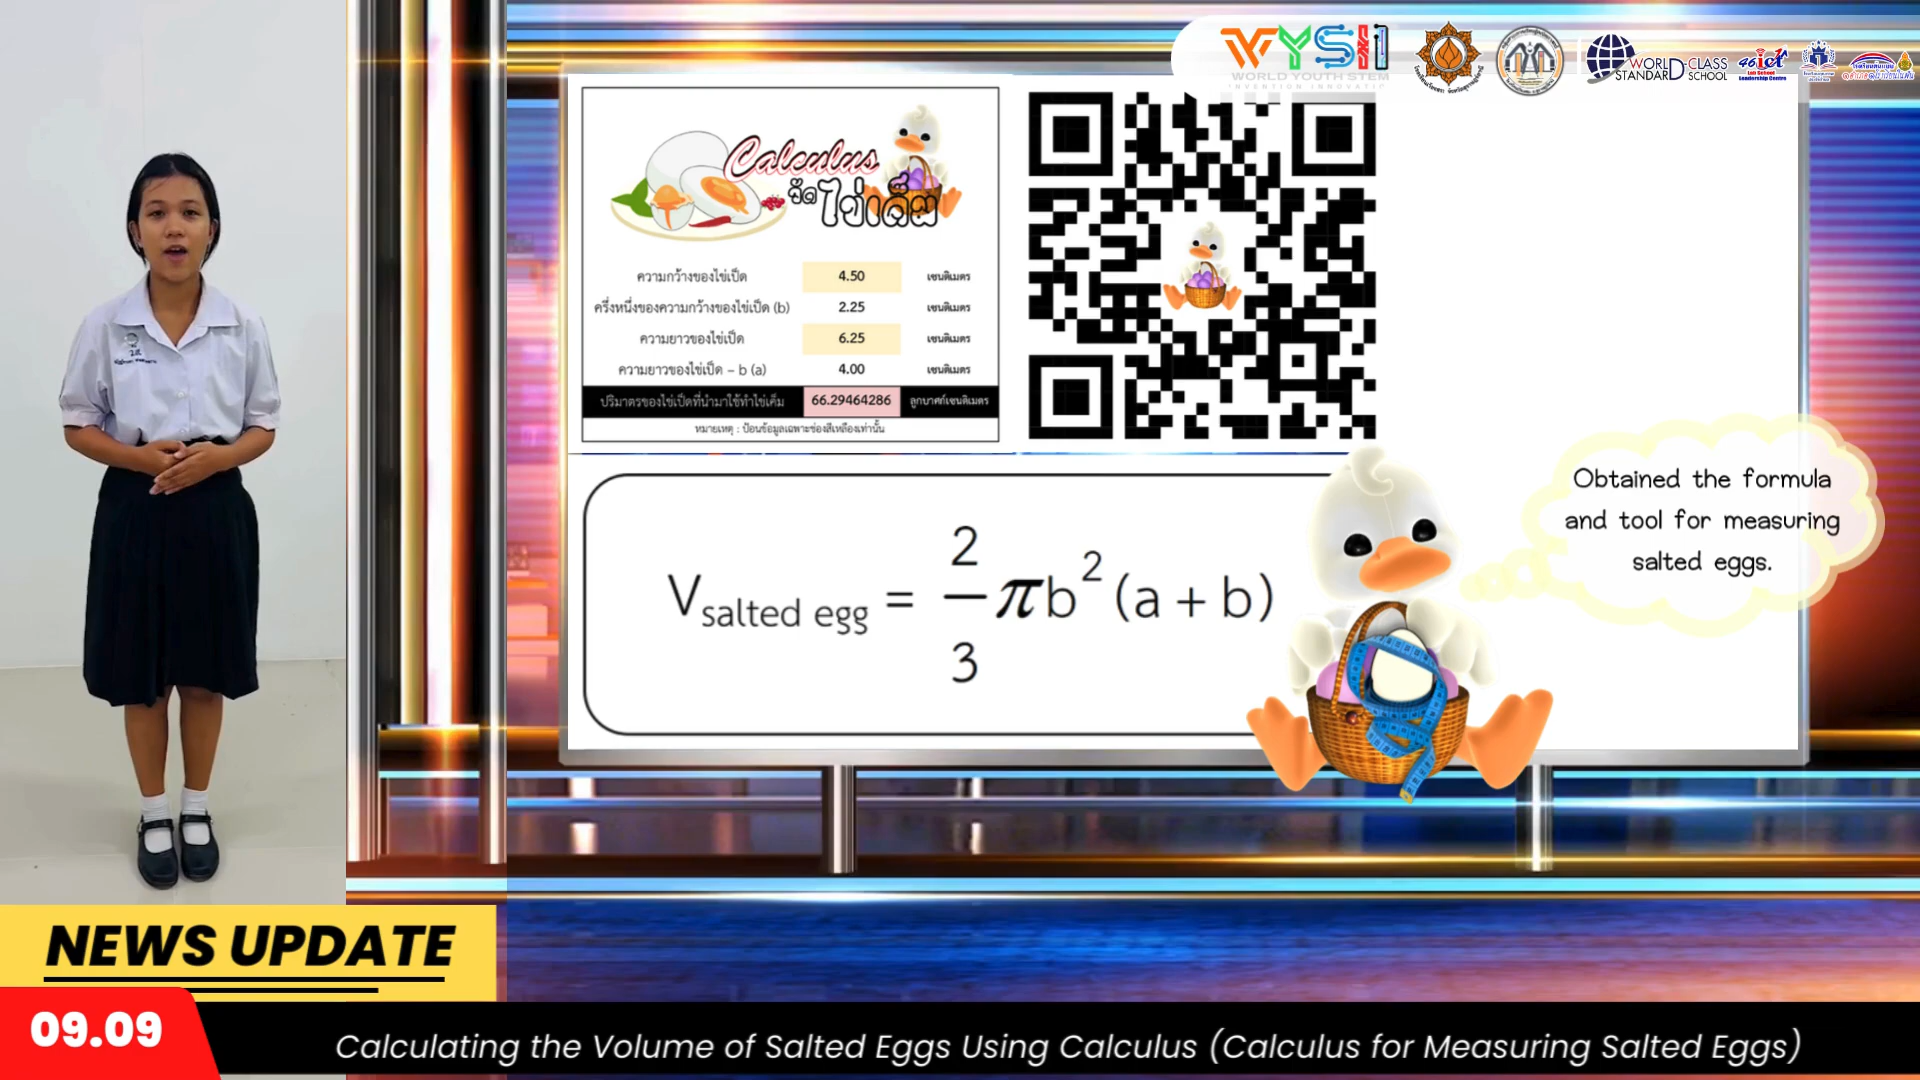 WYSII
WORLD YOUTH STEM
INVENTION INNOVATION
WORLD-CLASS
STANDARD SCHOOL
46 ict
Lab School
Leadership Centre
Calculus
วัดไข่เค็ม
ความกว้างของไข่เป็ด 4.50 เซนติเมตร
ครึ่งหนึ่งของความกว้างของไข่เป็ด (b) 2.25 เซนติเมตร
ความยาวของไข่เป็ด 6.25 เซนติเมตร
ความยาวของไข่เป็ด – b (a) 4.00 เซนติเมตร
ปริมาตรของไข่เป็ดที่นำมาใช้ทำไข่เค็ม 66.29464286 ลูกบาศก์เซนติเมตร
หมายเหตุ : ป้อนข้อมูลเฉพาะช่องสีเหลืองเท่านั้น
V salted egg = 2/3 πb² (a + b)
Obtained the formula
and tool for measuring
salted eggs.
NEWS UPDATE
09.09
Calculating the Volume of Salted Eggs Using Calculus (Calculus for Measuring Salted Eggs)